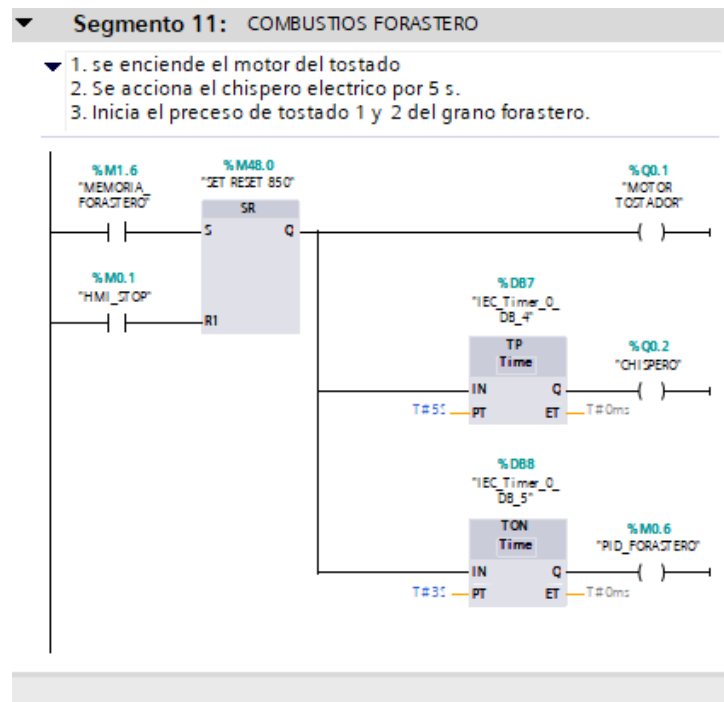 Segmento 11: COMBUSTIOS FORASTERO
1. se enciende el motor del tostado
2. Se acciona el chispero electrico por 5 s.
3. Inicia el preceso de tostado 1 y 2 del grano forastero.
%M1.6
"MEMORIA_
FORASTERO"
%M48.0
"SET RESET 850"
SR
S Q
R1
%M0.1
"HMI_STOP"
%Q0.1
"MOTOR
TOSTADOR"
%DB7
"IEC_Timer_0_
DB_4"
TP
Time
IN Q
T#5S PT ET T#0ms
%Q0.2
"CHISPERO"
%DB8
"IEC_Timer_0_
DB_5"
TON
Time
IN Q
T#3S PT ET T#0ms
%M0.6
"PID_FORASTERO"